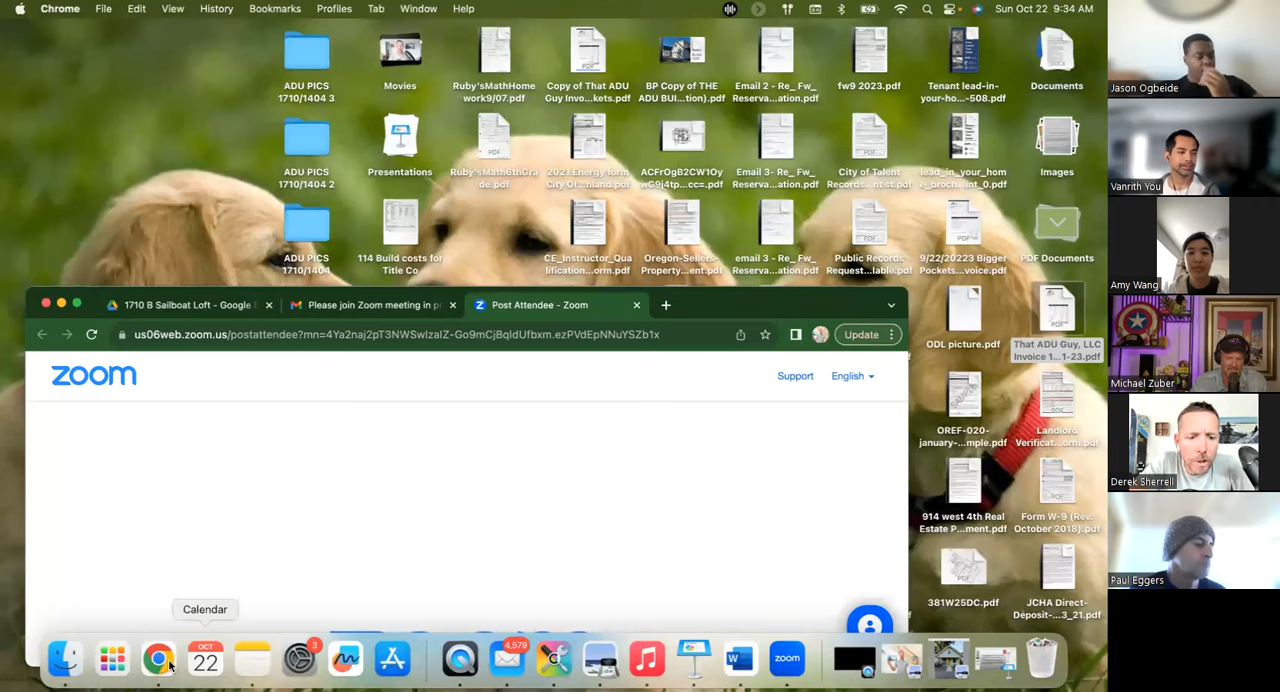 Chrome File Edit View History Bookmarks Profiles Tab Window Help
Sun Oct 22 9:34 AM
ADU PICS
1710/1404 3
Movies
Ruby'sMathHome
work9/07.pdf
Copy of That ADU
Guy Invo...kets.pdf
BP Copy of THE
ADU BUI...tion).pdf
Email 2 - Re_ Fw_
Reserva...ation.pdf
fw9 2023.pdf
Tenant lead-in-
your-ho...-508.pdf
Documents
ADU PICS
1710/1404 2
Presentations
Ruby'sMath6thGra
de.pdf
2021 Energy form
City Of...hland.pdf
ACFrOgB2CW1Oy
wG9j4tp...cc=.pdf
Email 3- Re_ Fw_
Reserva...ation.pdf
City of Talent
Records...st.pdf
lead_in_your_hom
e_broch...nt_0.pdf
Images
ADU PICS
1710/1404
114 Build costs for
Title Co
CE_Instructor_Qua
lification...orm.pdf
Oregon-Sellers-
Property...ent.pdf
email 3 - Re_ Fw_
Reserva...ation.pdf
Public Records
Request...lable.pdf
9/22/20223 Bigger
Pockets...voice.pdf
PDF Documents
ODL picture.pdf
That ADU Guy, LLC
Invoice 1...1-23.pdf
OREF-020-
january-...mple.pdf
Landlord
Verificat...orm.pdf
914 west 4th Real
Estate P...ment.pdf
Form W-9 (Rev.
October 2018).pdf
381W25DC.pdf
JCHA Direct-
Deposit-...3_21.pdf
1710 B Sailboat Loft - Google
Please join Zoom meeting in pr
Post Attendee - Zoom
us06web.zoom.us/postattendee?mn=4Ya2naj2pT3NWSwIzaIZ-Go9mCjBqldUfbxm.ezPVdEpNNuYSZb1x
Update
zoom
Support
English
Calendar
OCT
22
3
4,579
W
zoom
Jason Ogbeide
Vanrith You
Amy Wang
Michael Zuber
Derek Sherrell
Paul Eggers